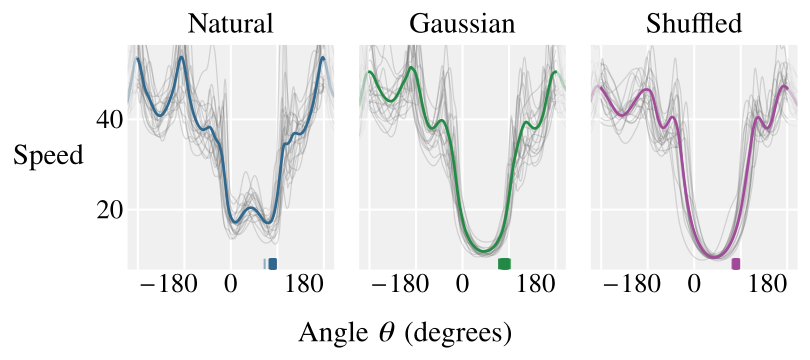 Natural Gaussian Shuffled
40
Speed
20
−180 0 180 −180 0 180 −180 0 180
Angle θ (degrees)